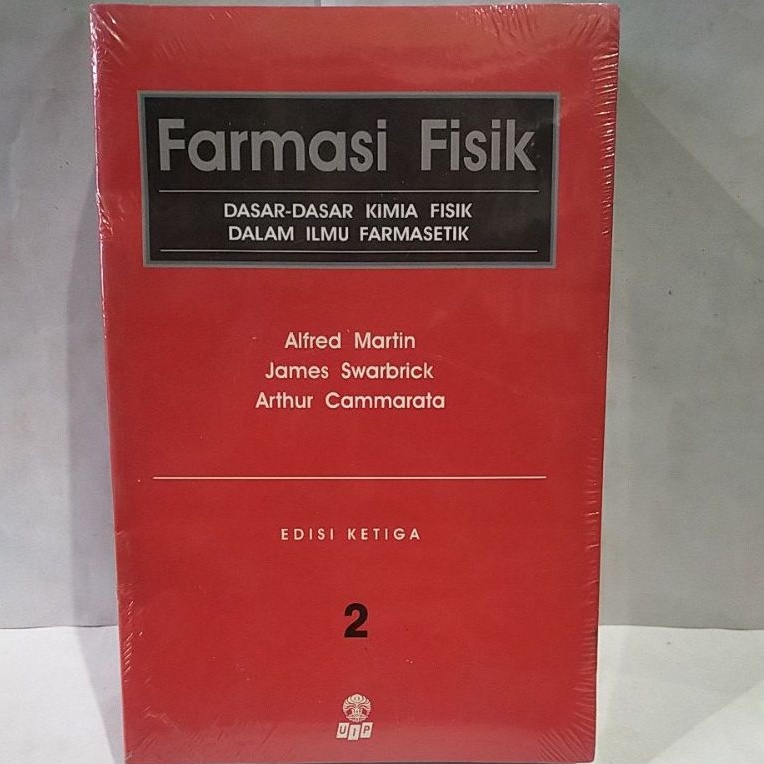 Farmasi Fisik
DASAR-DASAR KIMIA FISIK
DALAM ILMU FARMASETIK
Alfred Martin
James Swarbrick
Arthur Cammarata
EDISI KETIGA
2
UIP